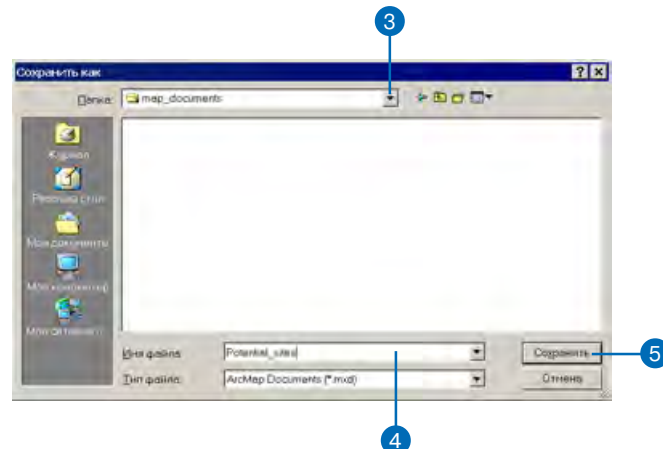 3
Сохранить как
Папка: map_documents
Журнал
Рабочий стол
Мои документы
Мой компьютер
Имя файла: Potential_sites
Сохранить
5
Тип файла: ArcMap Documents (*.mxd)
Отмена
4